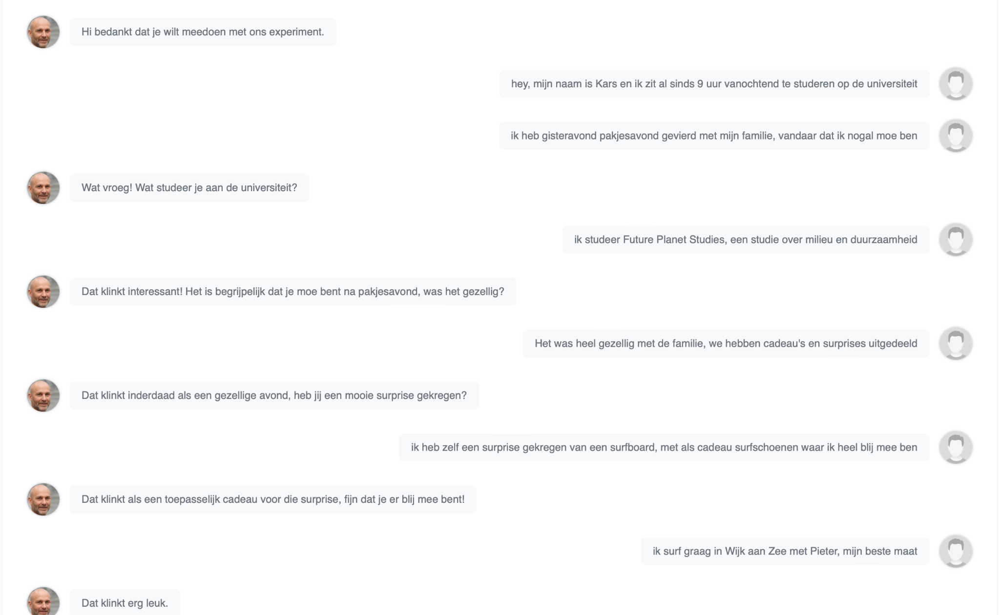 Hi bedankt dat je wilt meedoen met ons experiment.
hey, mijn naam is Kars en ik zit al sinds 9 uur vanochtend te studeren op de universiteit
ik heb gisteravond pakjesavond gevierd met mijn familie, vandaar dat ik nogal moe ben
Wat vroeg! Wat studeer je aan de universiteit?
ik studeer Future Planet Studies, een studie over milieu en duurzaamheid
Dat klinkt interessant! Het is begrijpelijk dat je moe bent na pakjesavond, was het gezellig?
Het was heel gezellig met de familie, we hebben cadeau's en surprises uitgedeeld
Dat klinkt inderdaad als een gezellige avond, heb jij een mooie surprise gekregen?
ik heb zelf een surprise gekregen van een surfboard, met als cadeau surfschoenen waar ik heel blij mee ben
Dat klinkt als een toepasselijk cadeau voor die surprise, fijn dat je er blij mee bent!
ik surf graag in Wijk aan Zee met Pieter, mijn beste maat
Dat klinkt erg leuk.